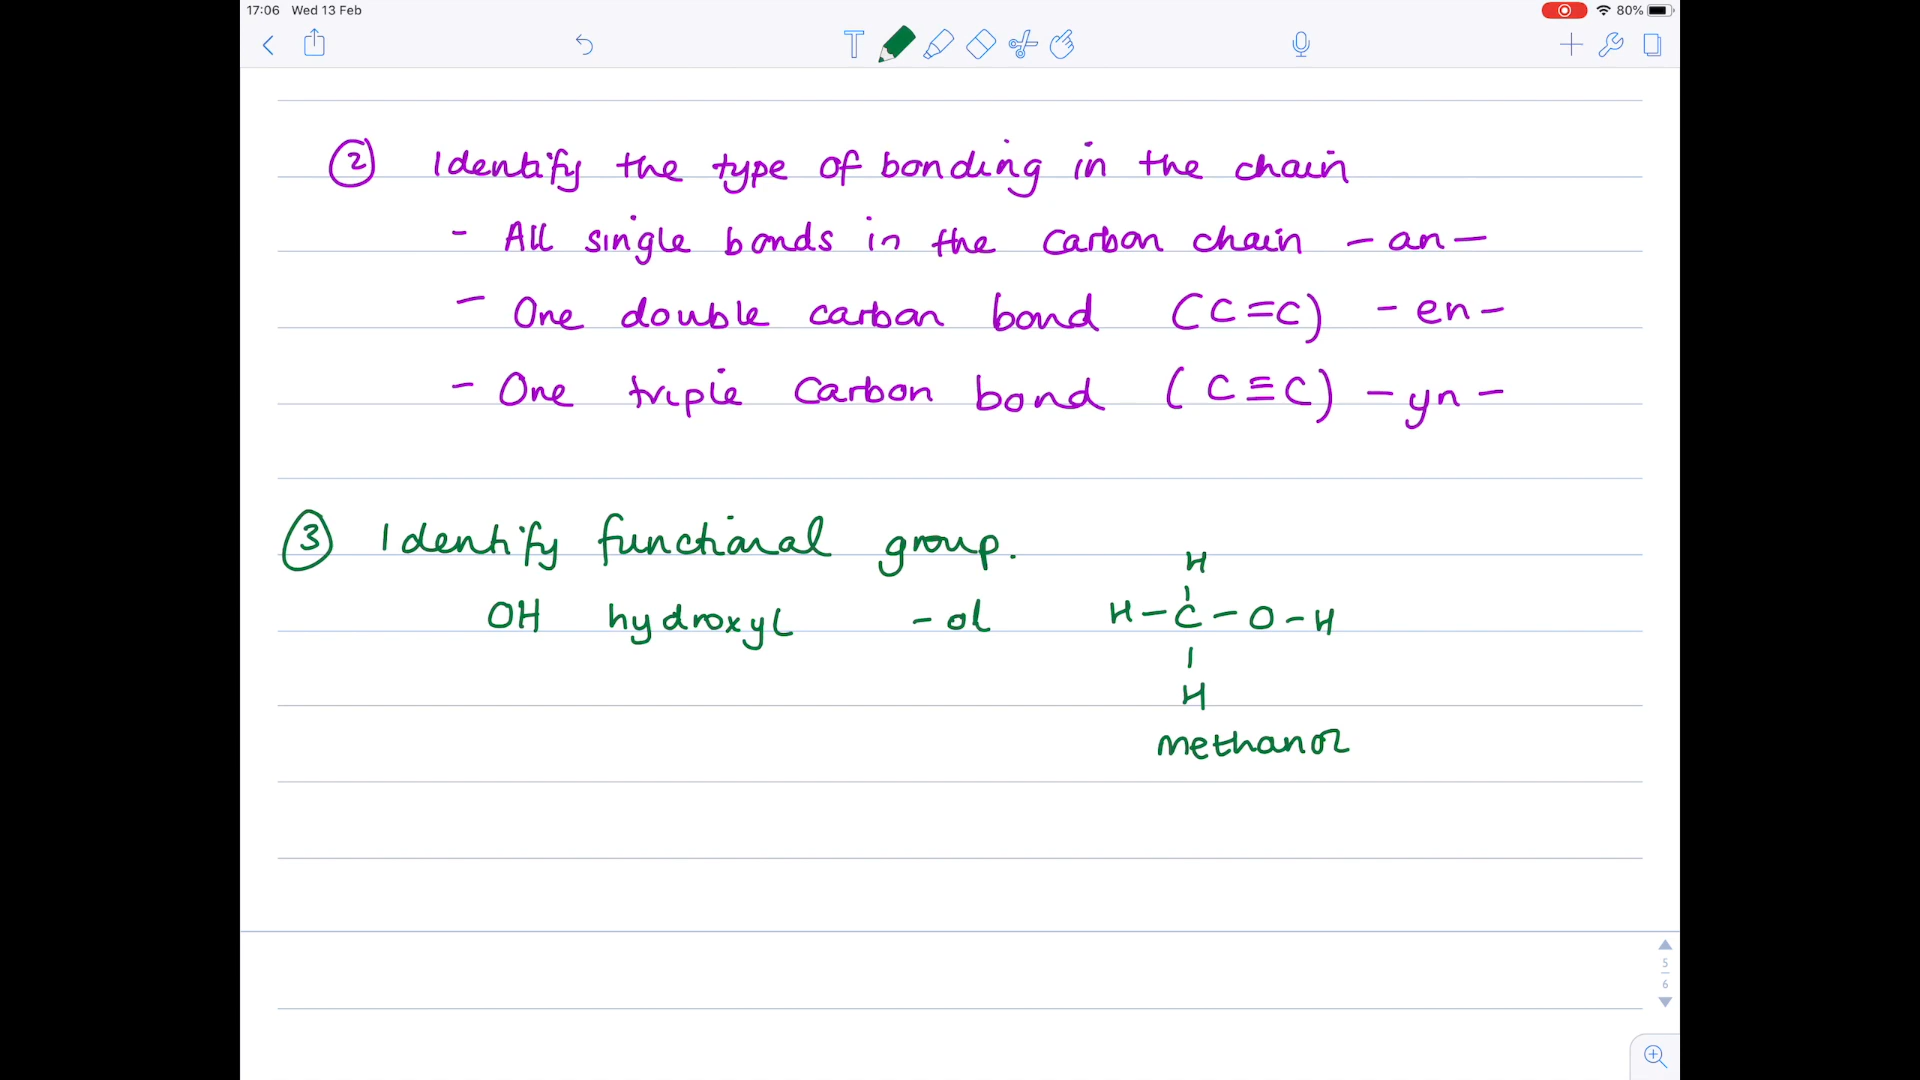 17:06 Wed 13 Feb 80%
T
② Identify the type of bonding in the chain
- All single bonds in the carbon chain - an -
- One double carbon bond (C=C) - en -
- One triple Carbon bond (C≡C) - yn -
③ Identify functional group.
H
OH hydroxyl - ol H-C-O-H
H
methanol
5
6